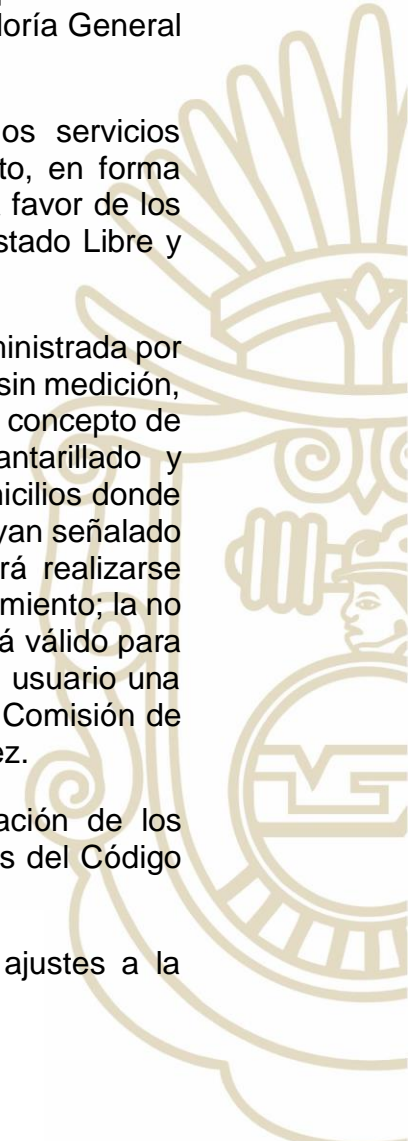 loría General
os servicios
to, en forma
favor de los
stado Libre y
ministrada por
sin medición,
concepto de
antarillado y
nicilios donde
yan señalado
rá realizarse
miento; la no
á válido para
usuario una
Comisión de
ez.
ación de los
s del Código
ajustes a la